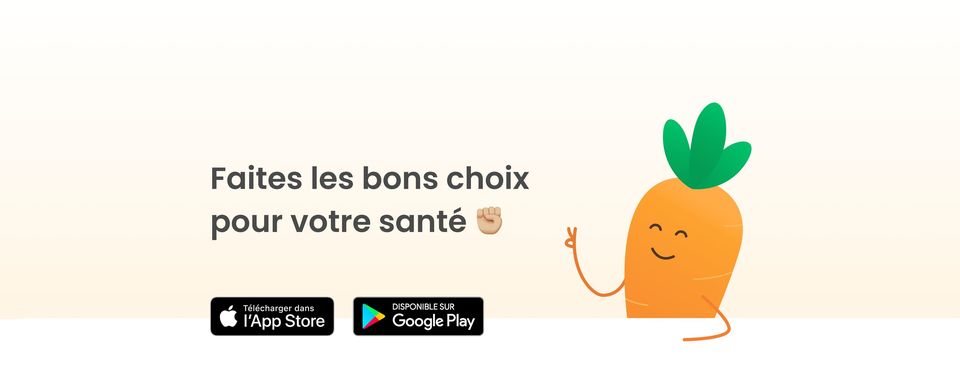 Faites les bons choix
pour votre santé ✊🏼
Télécharger dans
l'App Store
DISPONIBLE SUR
Google Play